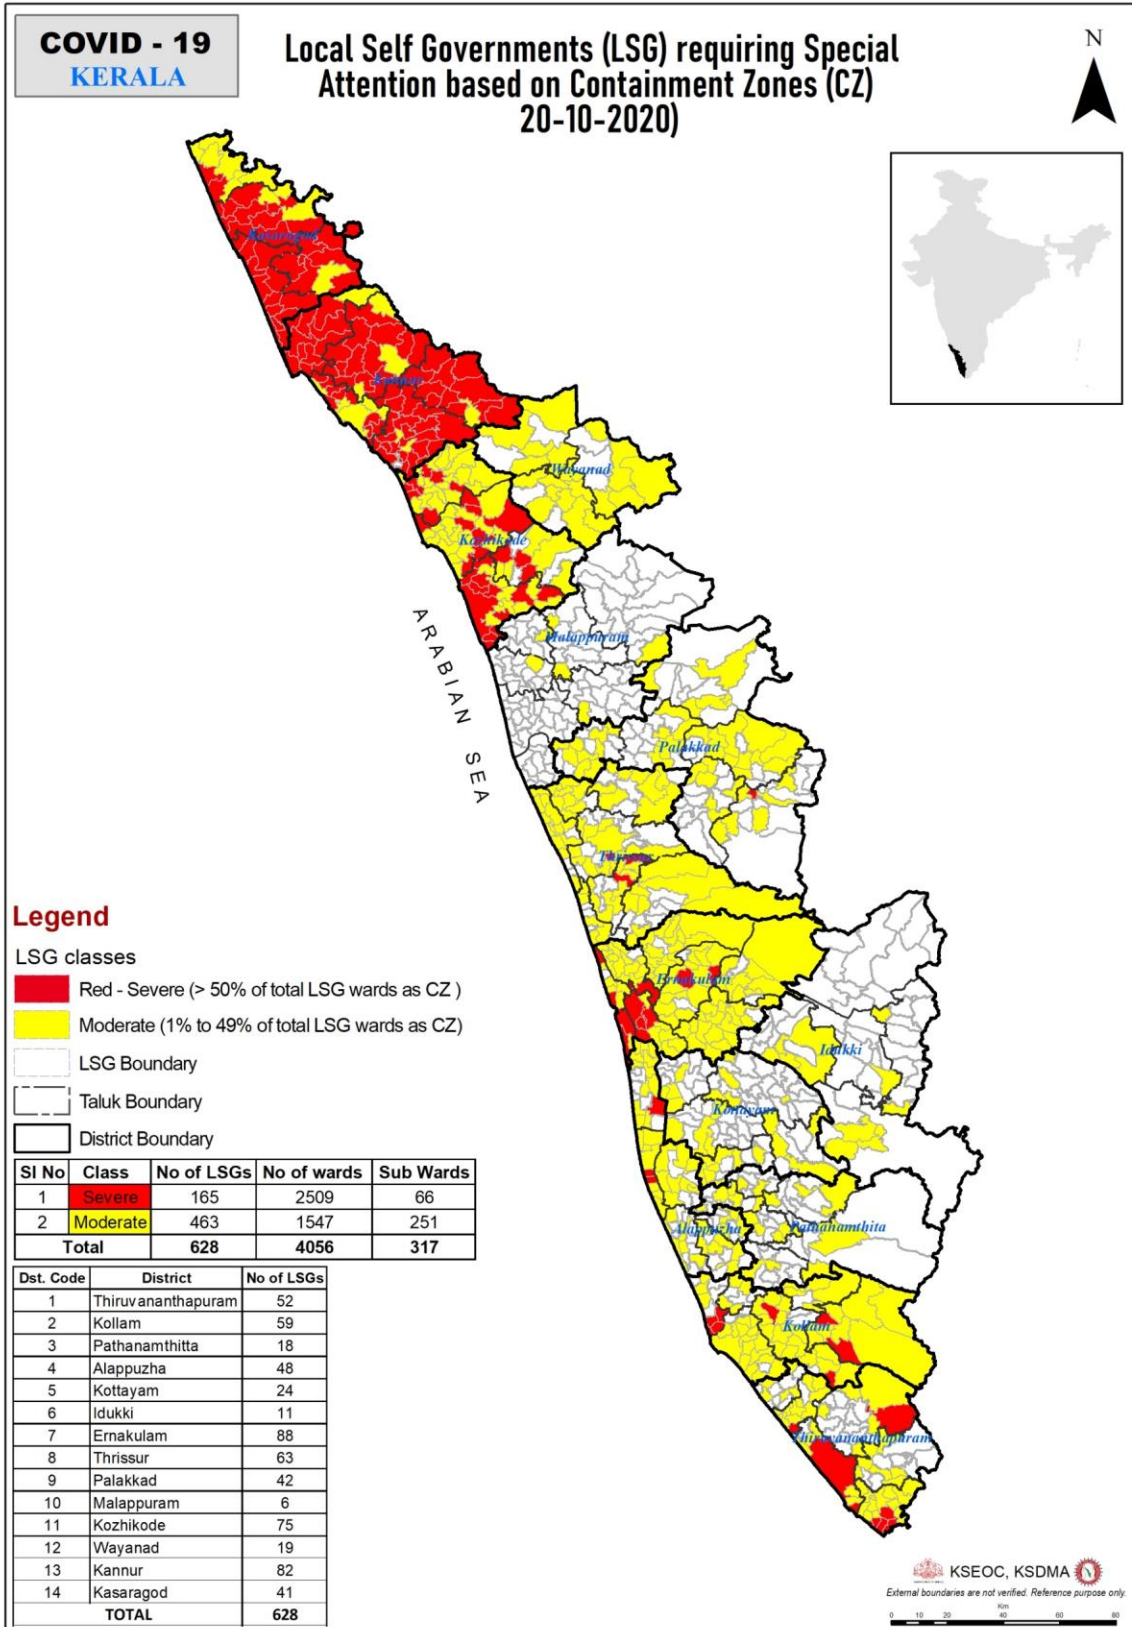 COVID - 19
KERALA
Local Self Governments (LSG) requiring Special
Attention based on Containment Zones (CZ)
20-10-2020)
N
Kasaragod
Kannur
Wayanad
Kozhikode
Malappuram
ARABIAN SEA
Palakkad
Thrissur
Ernakulam
Idukki
Kottayam
Alappuzha
Pathanamthita
Kollam
Thiruvananthapuram
Legend
LSG classes
Red - Severe (> 50% of total LSG wards as CZ )
Moderate (1% to 49% of total LSG wards as CZ)
LSG Boundary
Taluk Boundary
District Boundary
Sl No Class No of LSGs No of wards Sub Wards
1 Severe 165 2509 66
2 Moderate 463 1547 251
Total 628 4056 317
Dst. Code District No of LSGs
1 Thiruvananthapuram 52
2 Kollam 59
3 Pathanamthitta 18
4 Alappuzha 48
5 Kottayam 24
6 Idukki 11
7 Ernakulam 88
8 Thrissur 63
9 Palakkad 42
10 Malappuram 6
11 Kozhikode 75
12 Wayanad 19
13 Kannur 82
14 Kasaragod 41
TOTAL 628
KSEOC, KSDMA
External boundaries are not verified. Reference purpose only.
Km
0 10 20 40 60 80